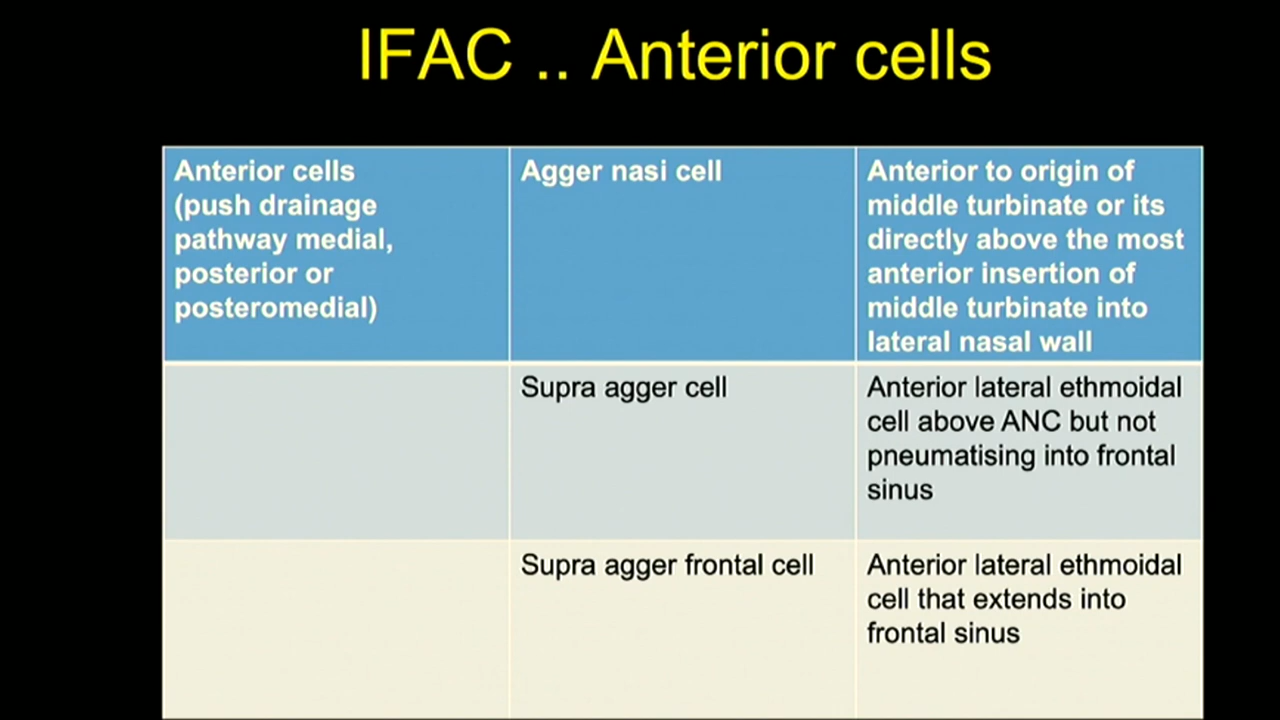 IFAC .. Anterior cells
Anterior cells
(push drainage
pathway medial,
posterior or
posteromedial)
Agger nasi cell
Anterior to origin of
middle turbinate or its
directly above the most
anterior insertion of
middle turbinate into
lateral nasal wall
Supra agger cell
Anterior lateral ethmoidal
cell above ANC but not
pneumatising into frontal
sinus
Supra agger frontal cell
Anterior lateral ethmoidal
cell that extends into
frontal sinus